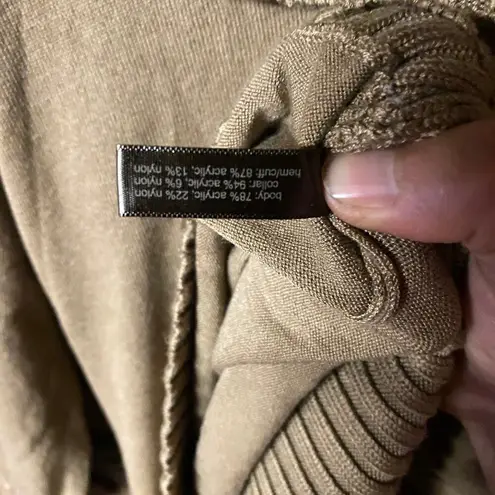 body: 78% acrylic, 22% nylon
collar: 94% acrylic, 6% nylon
hem/cuff: 87% acrylic, 13% nylon